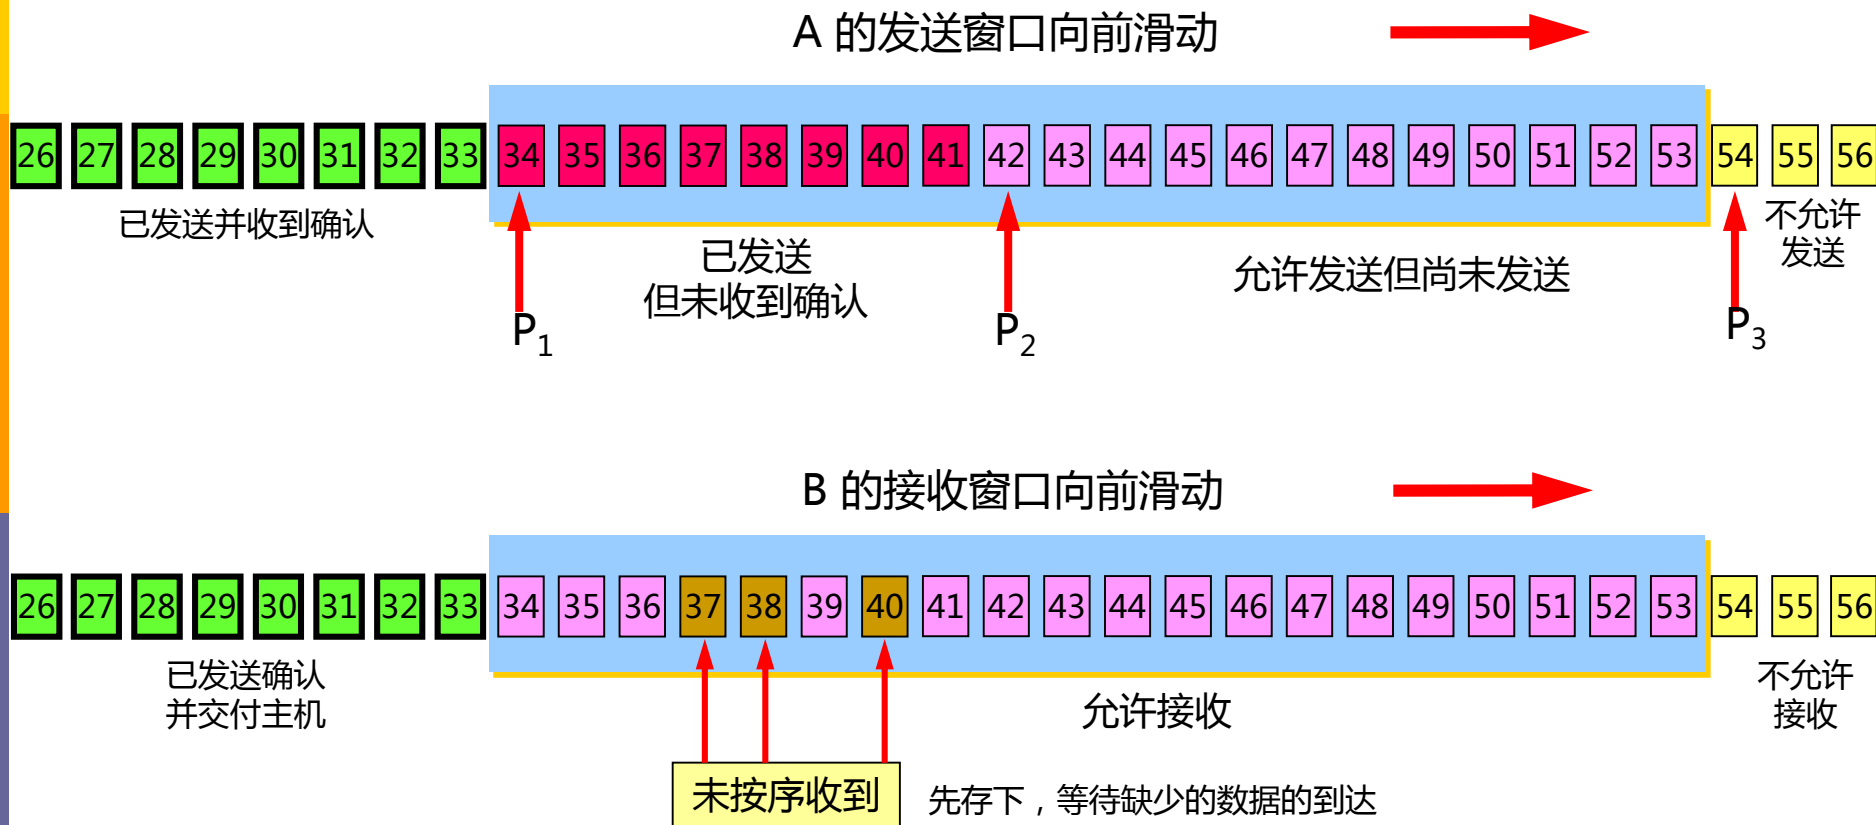 A 的发送窗口向前滑动
26 27 28 29 30 31 32 33 34 35 36 37 38 39 40 41 42 43 44 45 46 47 48 49 50 51 52 53 54 55 56
已发送并收到确认
已发送
但未收到确认
允许发送但尚未发送
不允许
发送
P1
P2
P3
B 的接收窗口向前滑动
26 27 28 29 30 31 32 33 34 35 36 37 38 39 40 41 42 43 44 45 46 47 48 49 50 51 52 53 54 55 56
已发送确认
并交付主机
允许接收
不允许
接收
未按序收到
先存下，等待缺少的数据的到达